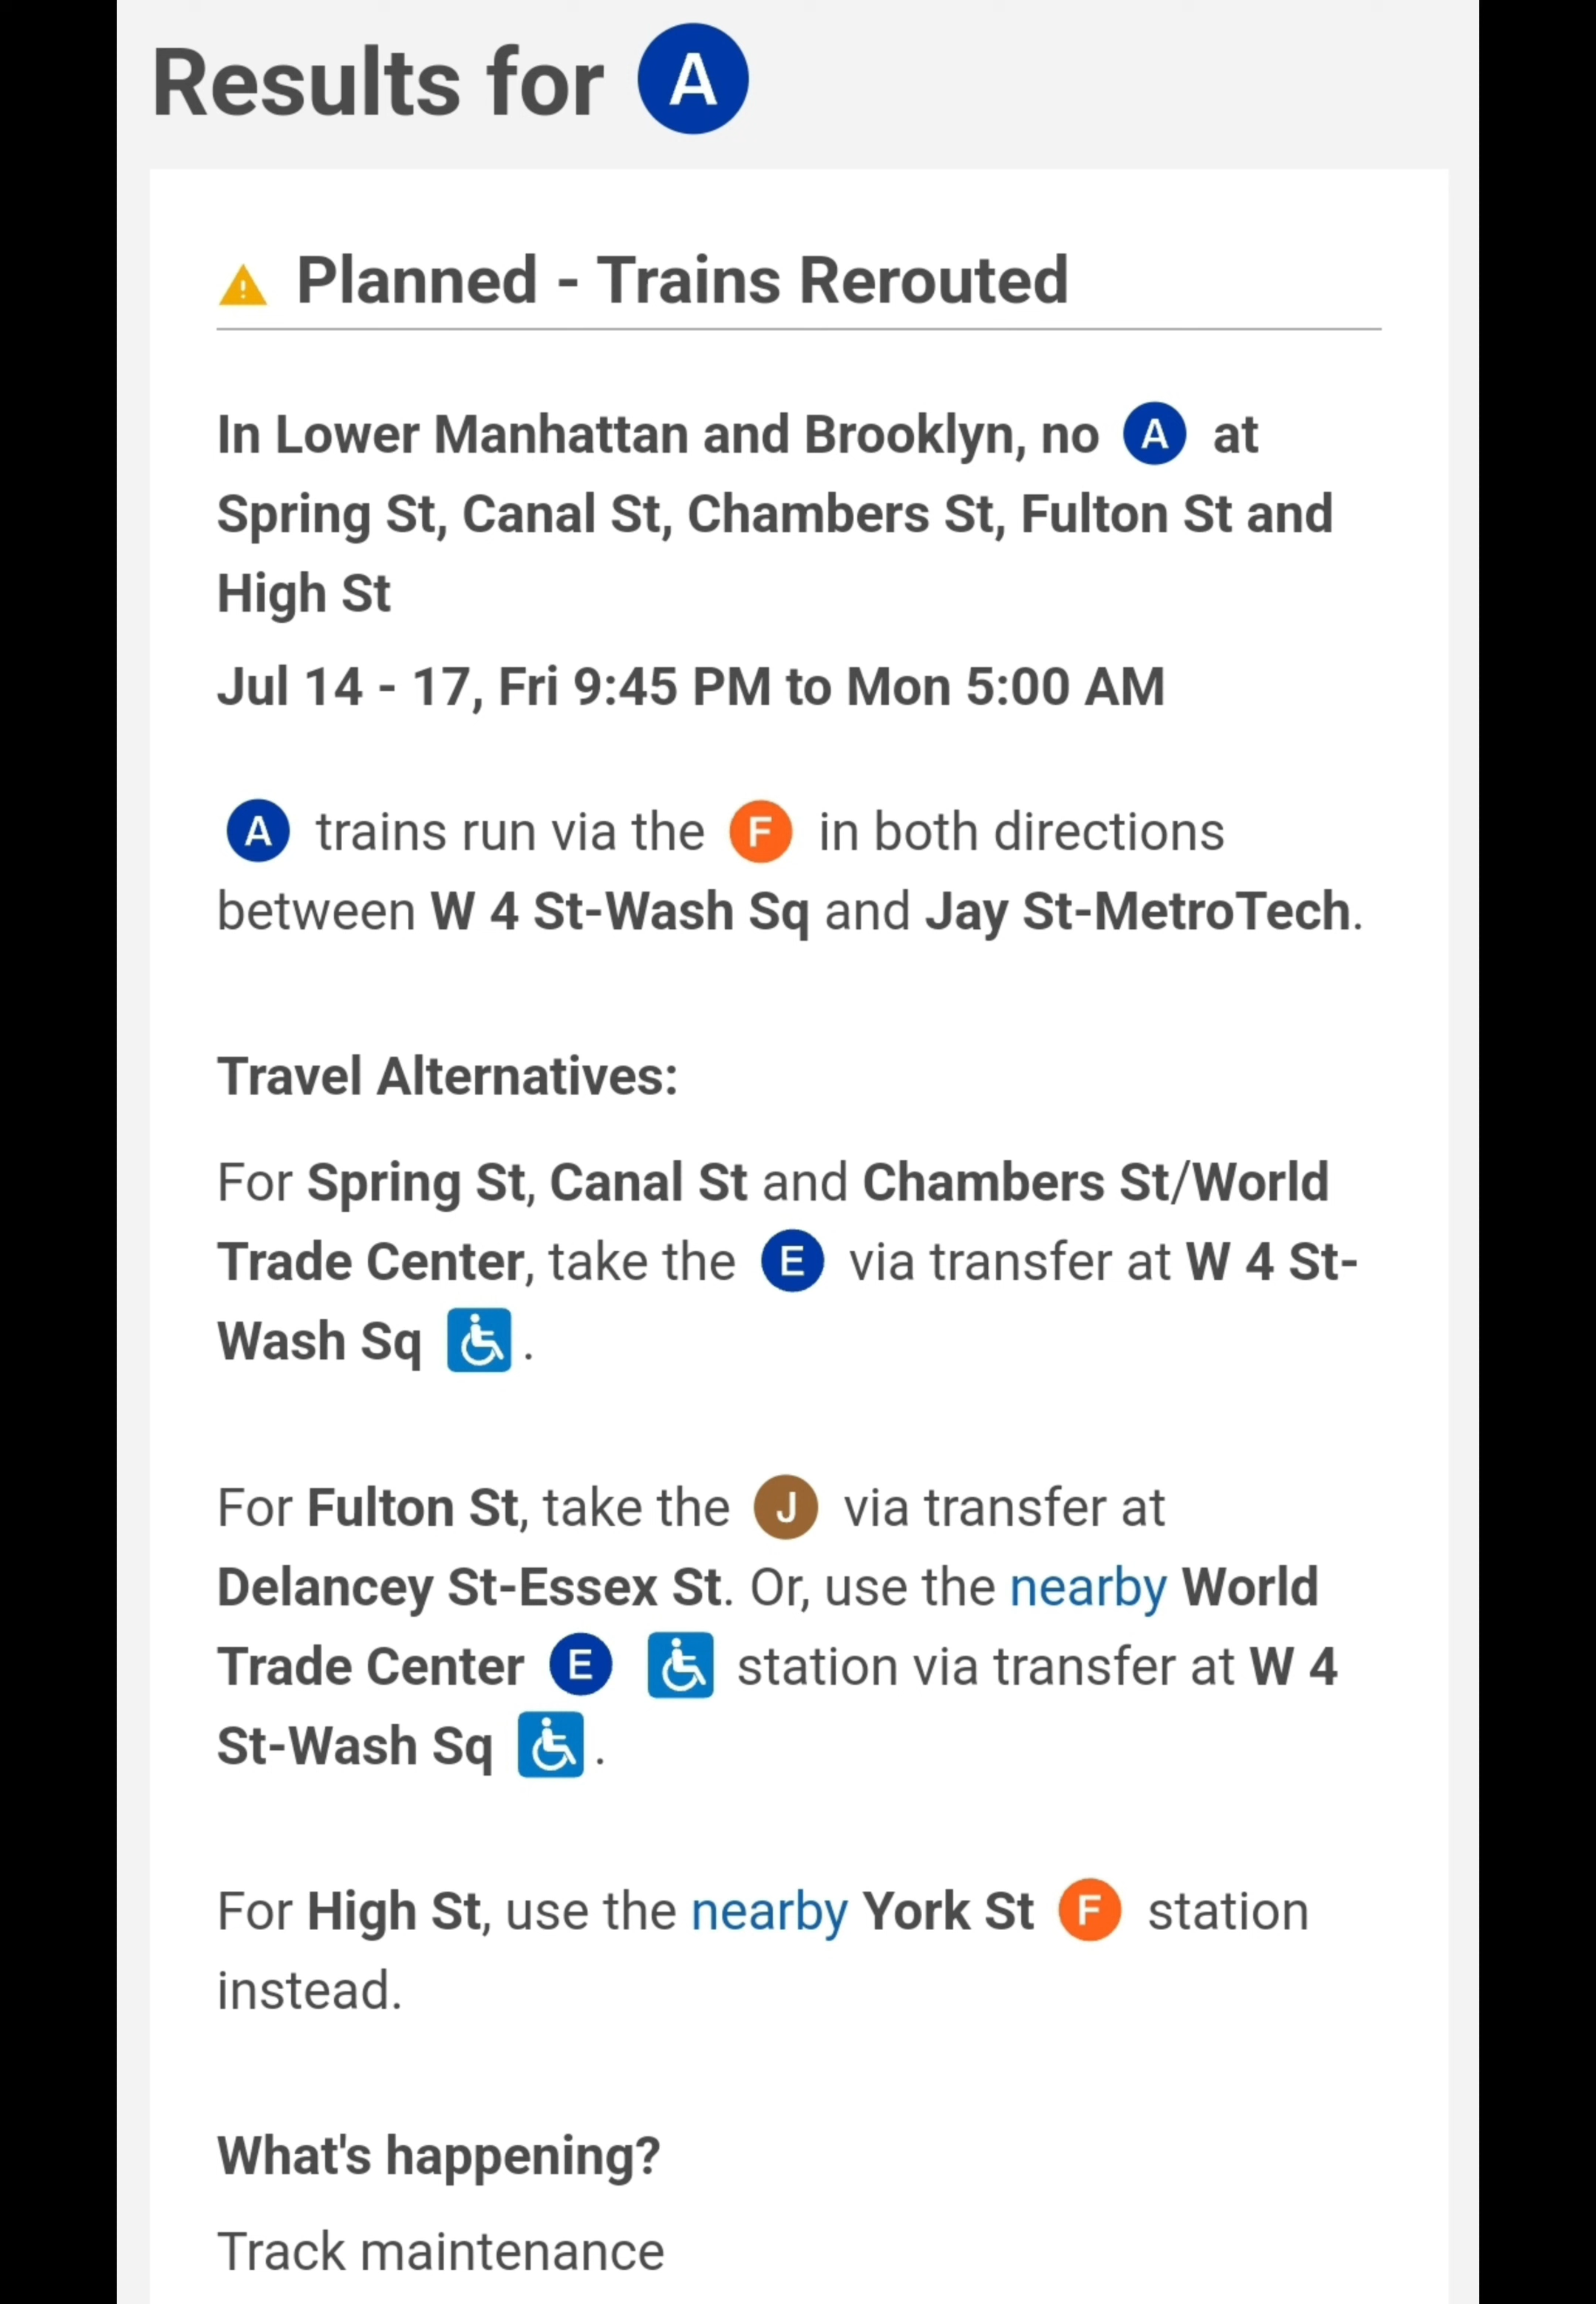 Results for A
Planned - Trains Rerouted
In Lower Manhattan and Brooklyn, no A at
Spring St, Canal St, Chambers St, Fulton St and
High St
Jul 14 - 17, Fri 9:45 PM to Mon 5:00 AM
A trains run via the F in both directions
between W 4 St-Wash Sq and Jay St-MetroTech.
Travel Alternatives:
For Spring St, Canal St and Chambers St/World
Trade Center, take the E via transfer at W 4 St-
Wash Sq .
For Fulton St, take the J via transfer at
Delancey St-Essex St. Or, use the nearby World
Trade Center E station via transfer at W 4
St-Wash Sq .
For High St, use the nearby York St F station
instead.
What's happening?
Track maintenance